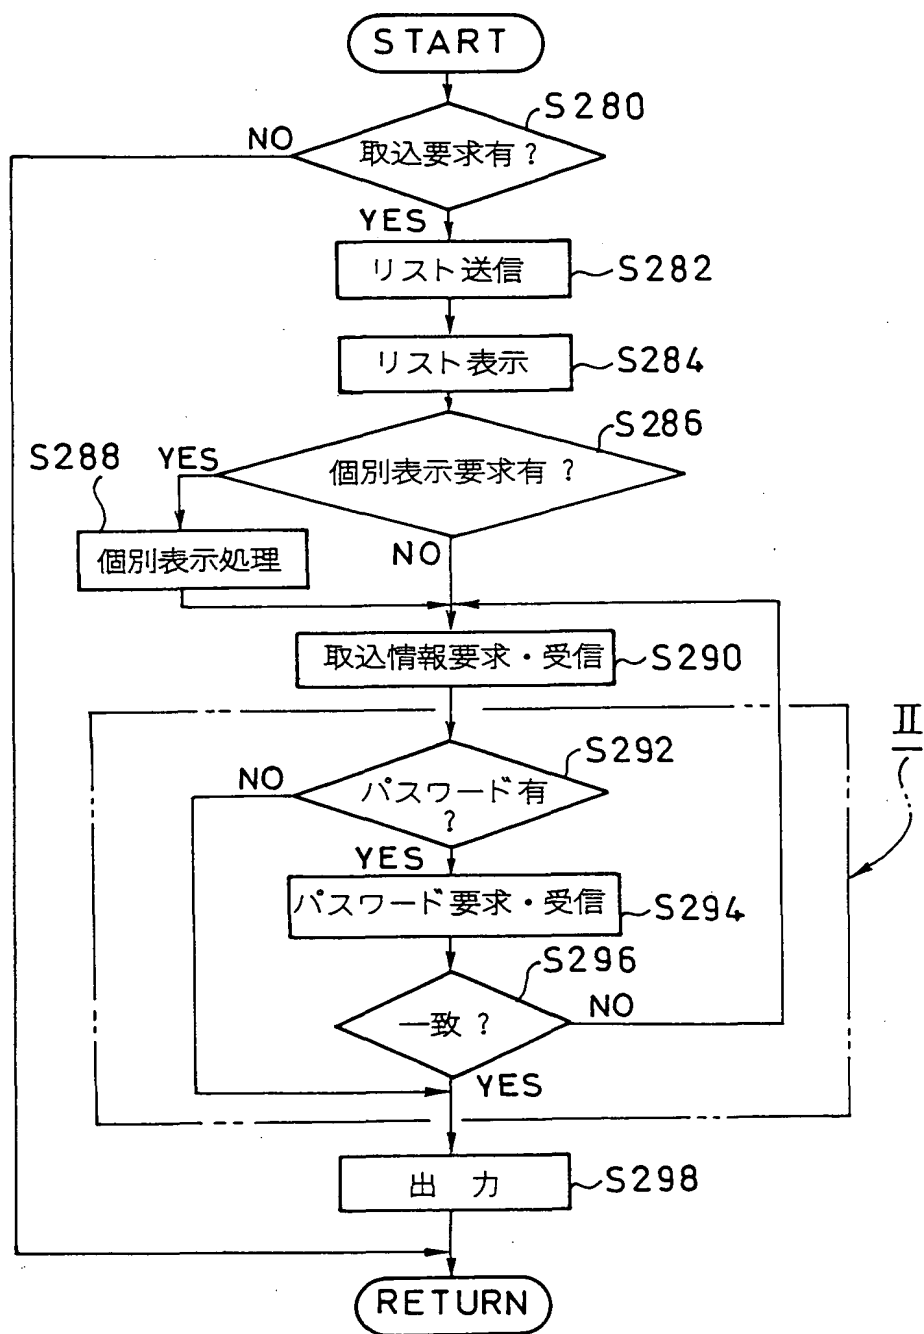 START
S280
NO
取込要求有?
YES
リスト送信
S282
リスト表示
S284
S286
S288
YES
個別表示要求有?
NO
個別表示処理
取込情報要求・受信
S290
II
S292
NO
パスワード有
?
YES
パスワード要求・受信
S294
S296
一致?
NO
YES
出 力
S298
RETURN